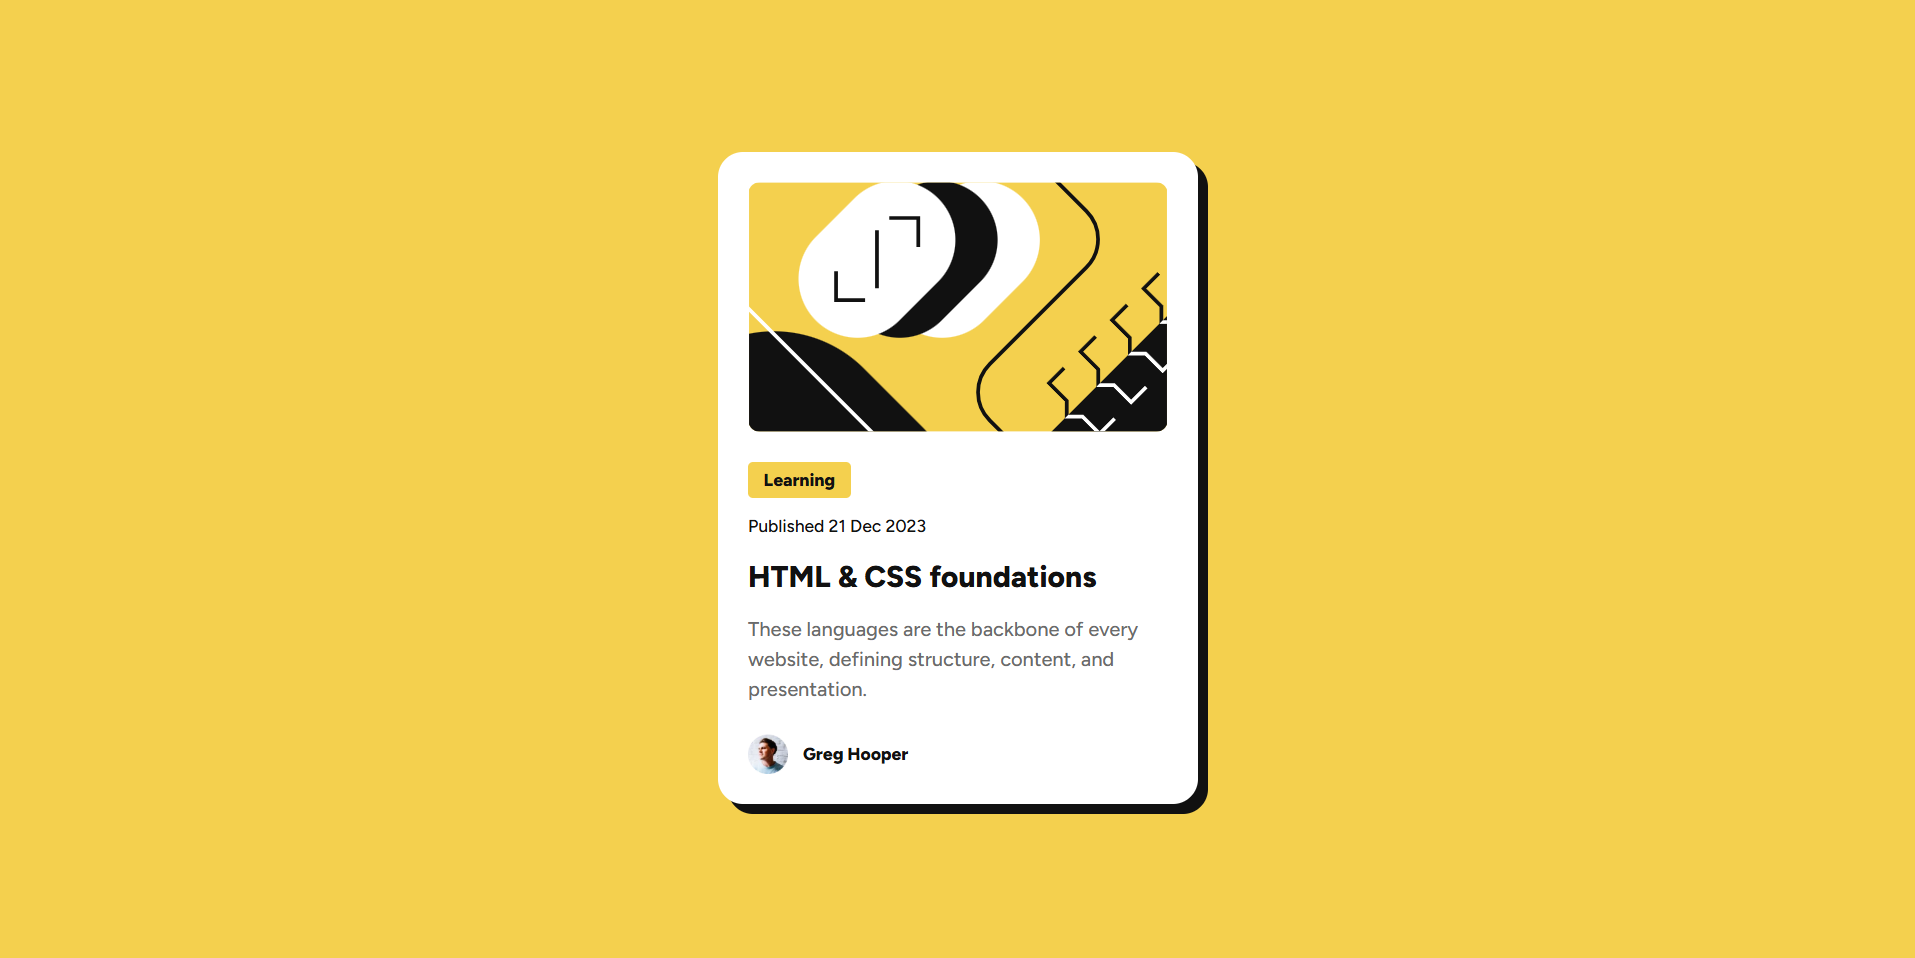 Learning
Published 21 Dec 2023
HTML & CSS foundations
These languages are the backbone of every
website, defining structure, content, and
presentation.
Greg Hooper